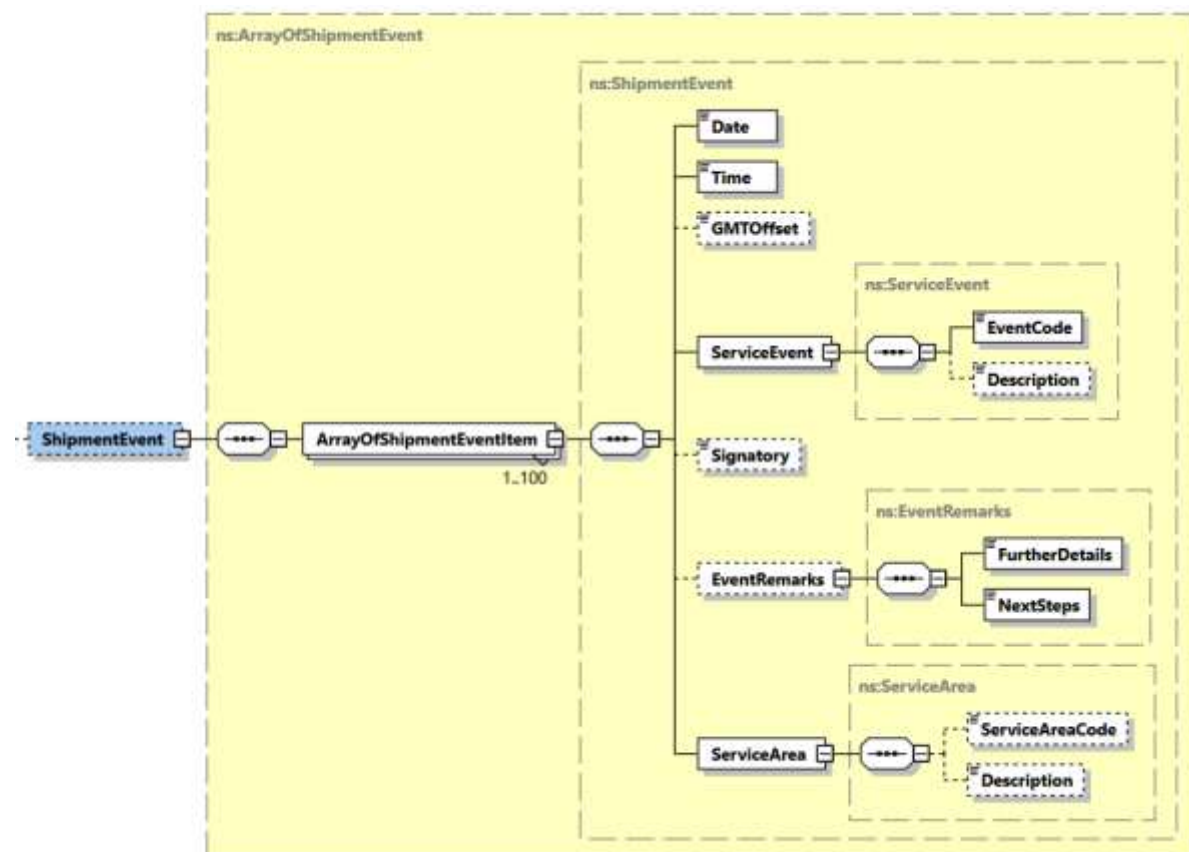 ns:ArrayOfShipmentEvent
ns:ShipmentEvent
Date
Time
GMTOffset
ns:ServiceEvent
EventCode
ServiceEvent
Description
ShipmentEvent
ArrayOfShipmentEventItem
1..100
Signatory
ns:EventRemarks
FurtherDetails
EventRemarks
NextSteps
ns:ServiceArea
ServiceAreaCode
ServiceArea
Description